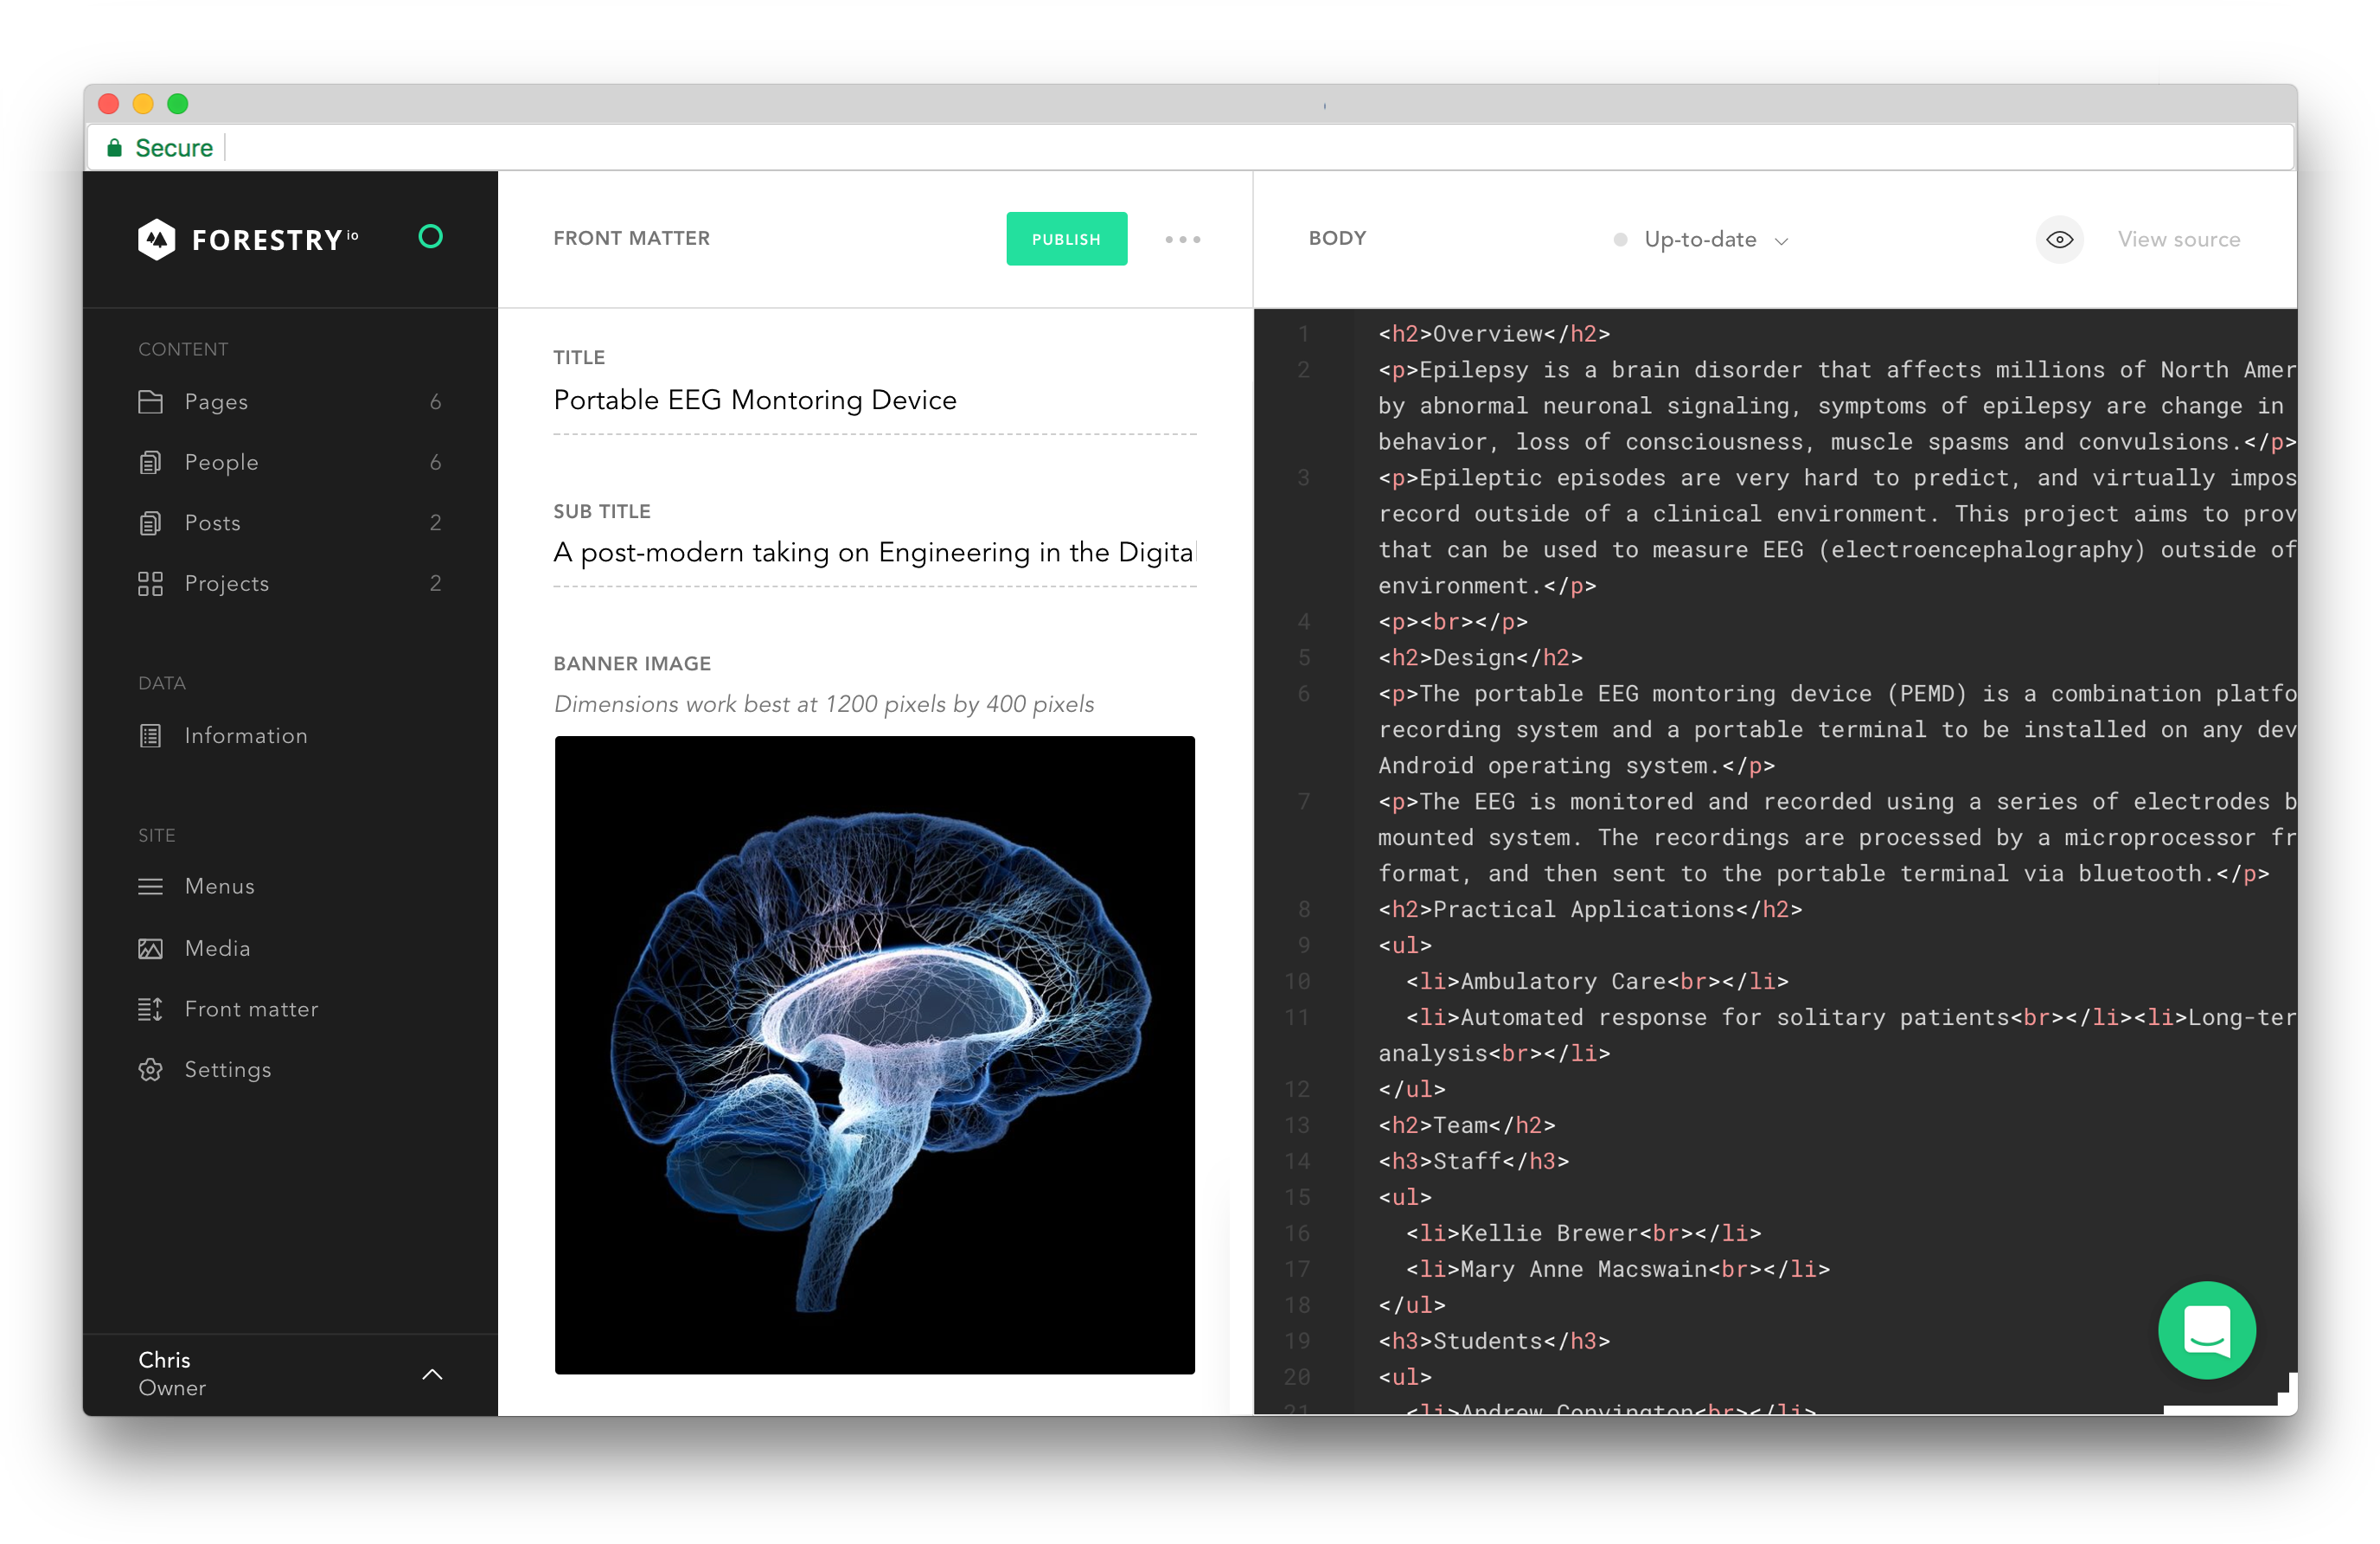 Secure
FORESTRY io
CONTENT
Pages 6
People 6
Posts 2
Projects 2
DATA
Information
SITE
Menus
Media
Front matter
Settings
Chris
Owner
FRONT MATTER
PUBLISH
TITLE
Portable EEG Montoring Device
SUB TITLE
A post-modern taking on Engineering in the Digital
BANNER IMAGE
Dimensions work best at 1200 pixels by 400 pixels
BODY
Up-to-date
View source
1 <h2>Overview</h2>
2 <p>Epilepsy is a brain disorder that affects millions of North Amer
by abnormal neuronal signaling, symptoms of epilepsy are change in
behavior, loss of consciousness, muscle spasms and convulsions.</p>
3 <p>Epileptic episodes are very hard to predict, and virtually impos
record outside of a clinical environment. This project aims to prov
that can be used to measure EEG (electroencephalography) outside of
environment.</p>
4 <p><br></p>
5 <h2>Design</h2>
6 <p>The portable EEG montoring device (PEMD) is a combination platfo
recording system and a portable terminal to be installed on any dev
Android operating system.</p>
7 <p>The EEG is monitored and recorded using a series of electrodes b
mounted system. The recordings are processed by a microprocessor fr
format, and then sent to the portable terminal via bluetooth.</p>
8 <h2>Practical Applications</h2>
9 <ul>
10 <li>Ambulatory Care<br></li>
11 <li>Automated response for solitary patients<br></li><li>Long-ter
analysis<br></li>
12 </ul>
13 <h2>Team</h2>
14 <h3>Staff</h3>
15 <ul>
16 <li>Kellie Brewer<br></li>
17 <li>Mary Anne Macswain<br></li>
18 </ul>
19 <h3>Students</h3>
20 <ul>
21 <li>Andrew Convington<br></li>